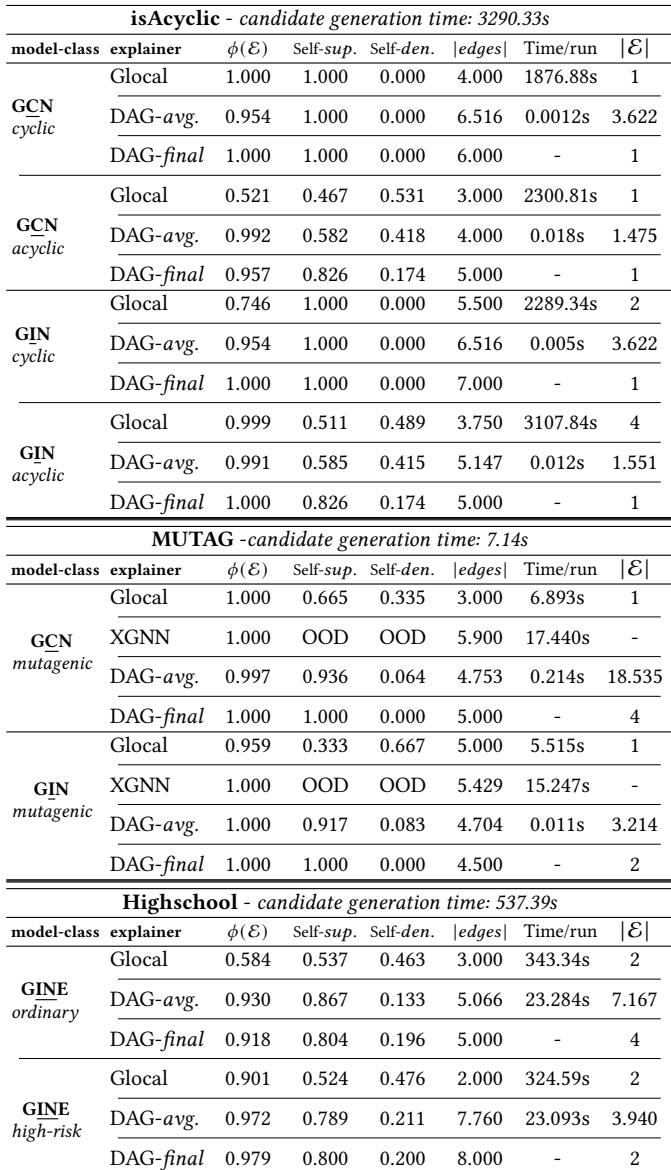 isAcyclic - candidate generation time: 3290.33s
model-class explainer ϕ(ℰ) Self-sup. Self-den. |edges| Time/run |ℰ|
GCN cyclic
Glocal 1.000 1.000 0.000 4.000 1876.88s 1
DAG-avg. 0.954 1.000 0.000 6.516 0.0012s 3.622
DAG-final 1.000 1.000 0.000 6.000 - 1
GCN acyclic
Glocal 0.521 0.467 0.531 3.000 2300.81s 1
DAG-avg. 0.992 0.582 0.418 4.000 0.018s 1.475
DAG-final 0.957 0.826 0.174 5.000 - 1
GIN cyclic
Glocal 0.746 1.000 0.000 5.500 2289.34s 2
DAG-avg. 0.954 1.000 0.000 6.516 0.005s 3.622
DAG-final 1.000 1.000 0.000 7.000 - 1
GIN acyclic
Glocal 0.999 0.511 0.489 3.750 3107.84s 4
DAG-avg. 0.991 0.585 0.415 5.147 0.012s 1.551
DAG-final 1.000 0.826 0.174 5.000 - 1
MUTAG -candidate generation time: 7.14s
model-class explainer ϕ(ℰ) Self-sup. Self-den. |edges| Time/run |ℰ|
GCN mutagenic
Glocal 1.000 0.665 0.335 3.000 6.893s 1
XGNN 1.000 OOD OOD 5.900 17.440s -
DAG-avg. 0.997 0.936 0.064 4.753 0.214s 18.535
DAG-final 1.000 1.000 0.000 5.000 - 4
GIN mutagenic
Glocal 0.959 0.333 0.667 5.000 5.515s 1
XGNN 1.000 OOD OOD 5.429 15.247s -
DAG-avg. 1.000 0.917 0.083 4.704 0.011s 3.214
DAG-final 1.000 1.000 0.000 4.500 - 2
Highschool - candidate generation time: 537.39s
model-class explainer ϕ(ℰ) Self-sup. Self-den. |edges| Time/run |ℰ|
GINE ordinary
Glocal 0.584 0.537 0.463 3.000 343.34s 2
DAG-avg. 0.930 0.867 0.133 5.066 23.284s 7.167
DAG-final 0.918 0.804 0.196 5.000 - 4
GINE high-risk
Glocal 0.901 0.524 0.476 2.000 324.59s 2
DAG-avg. 0.972 0.789 0.211 7.760 23.093s 3.940
DAG-final 0.979 0.800 0.200 8.000 - 2